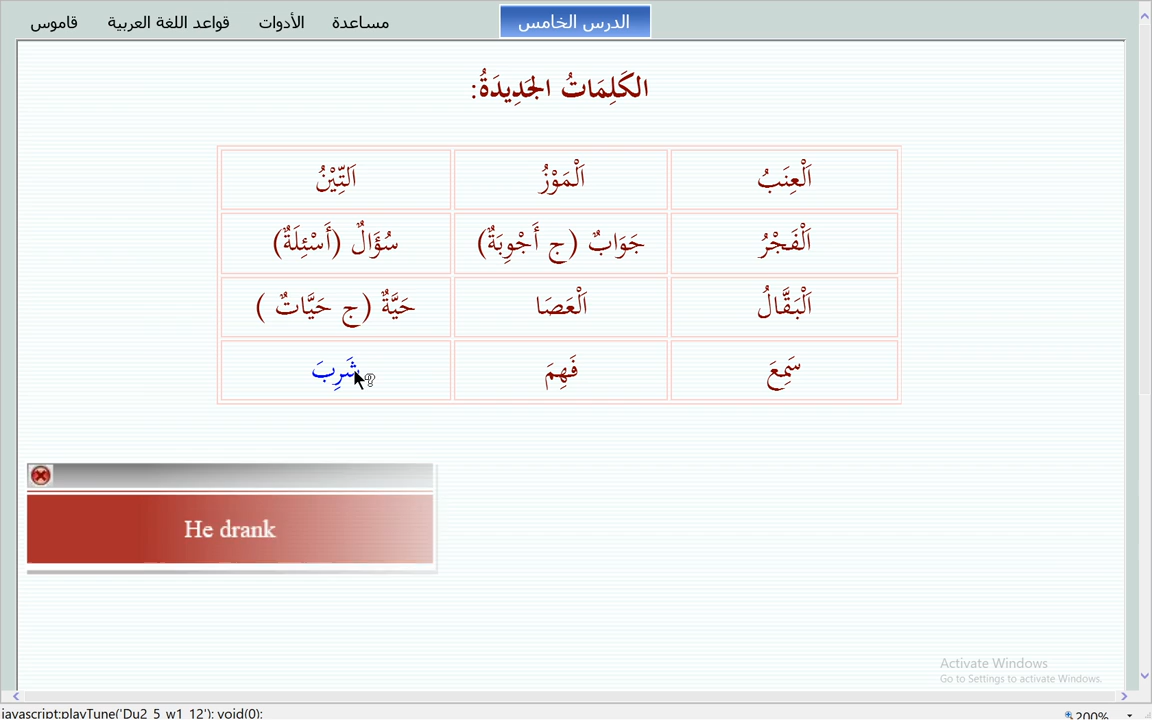 الدرس الخامس
مساعدة الأدوات قواعد اللغة العربية قاموس
الكَلِمَاتُ الجَدِيدَةُ:
اَلْعِنَبُ اَلْمَوْزُ اَلتِّيْنُ
اَلْفَجْرُ جَوَابٌ (ج أَجْوِبَةٌ) سُؤَالٌ (أَسْئِلَةٌ)
اَلْبَقَّالُ اَلْعَصَا حَيَّةٌ (ج حَيَّاتٌ )
سَمِعَ فَهِمَ شَرِبَ
He drank
Activate Windows
Go to Settings to activate Windows.
javascript:playTune('Du2_5_w1_12'); void(0);
200%